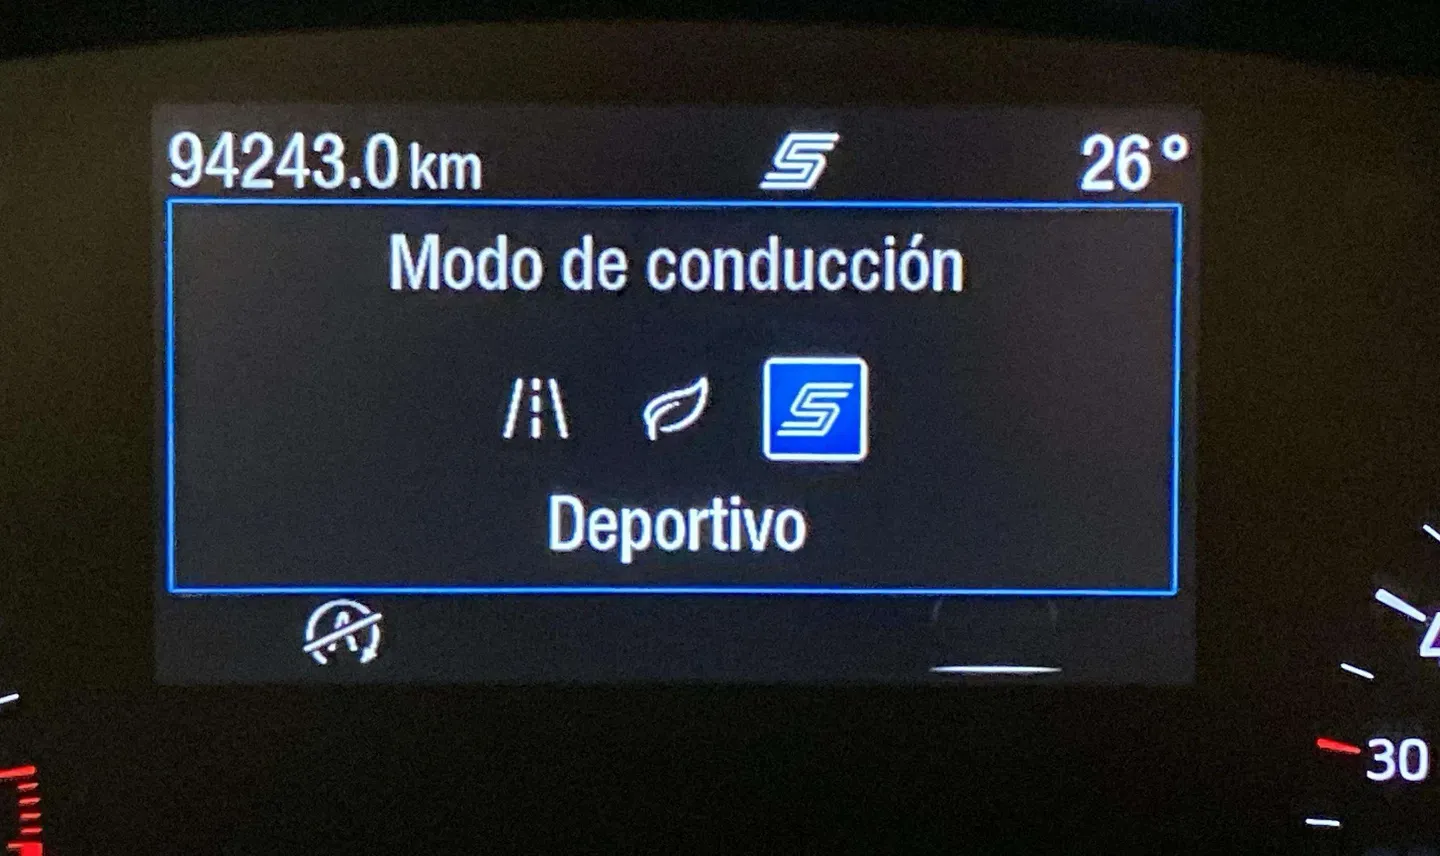 94243.0 km 26°
Modo de conducción
Deportivo
30